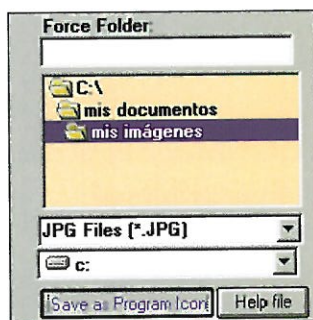 Force Folder:
C:\
mis documentos
mis imágenes
JPG Files (*.JPG)
c:
Save as Program Icon
Help file